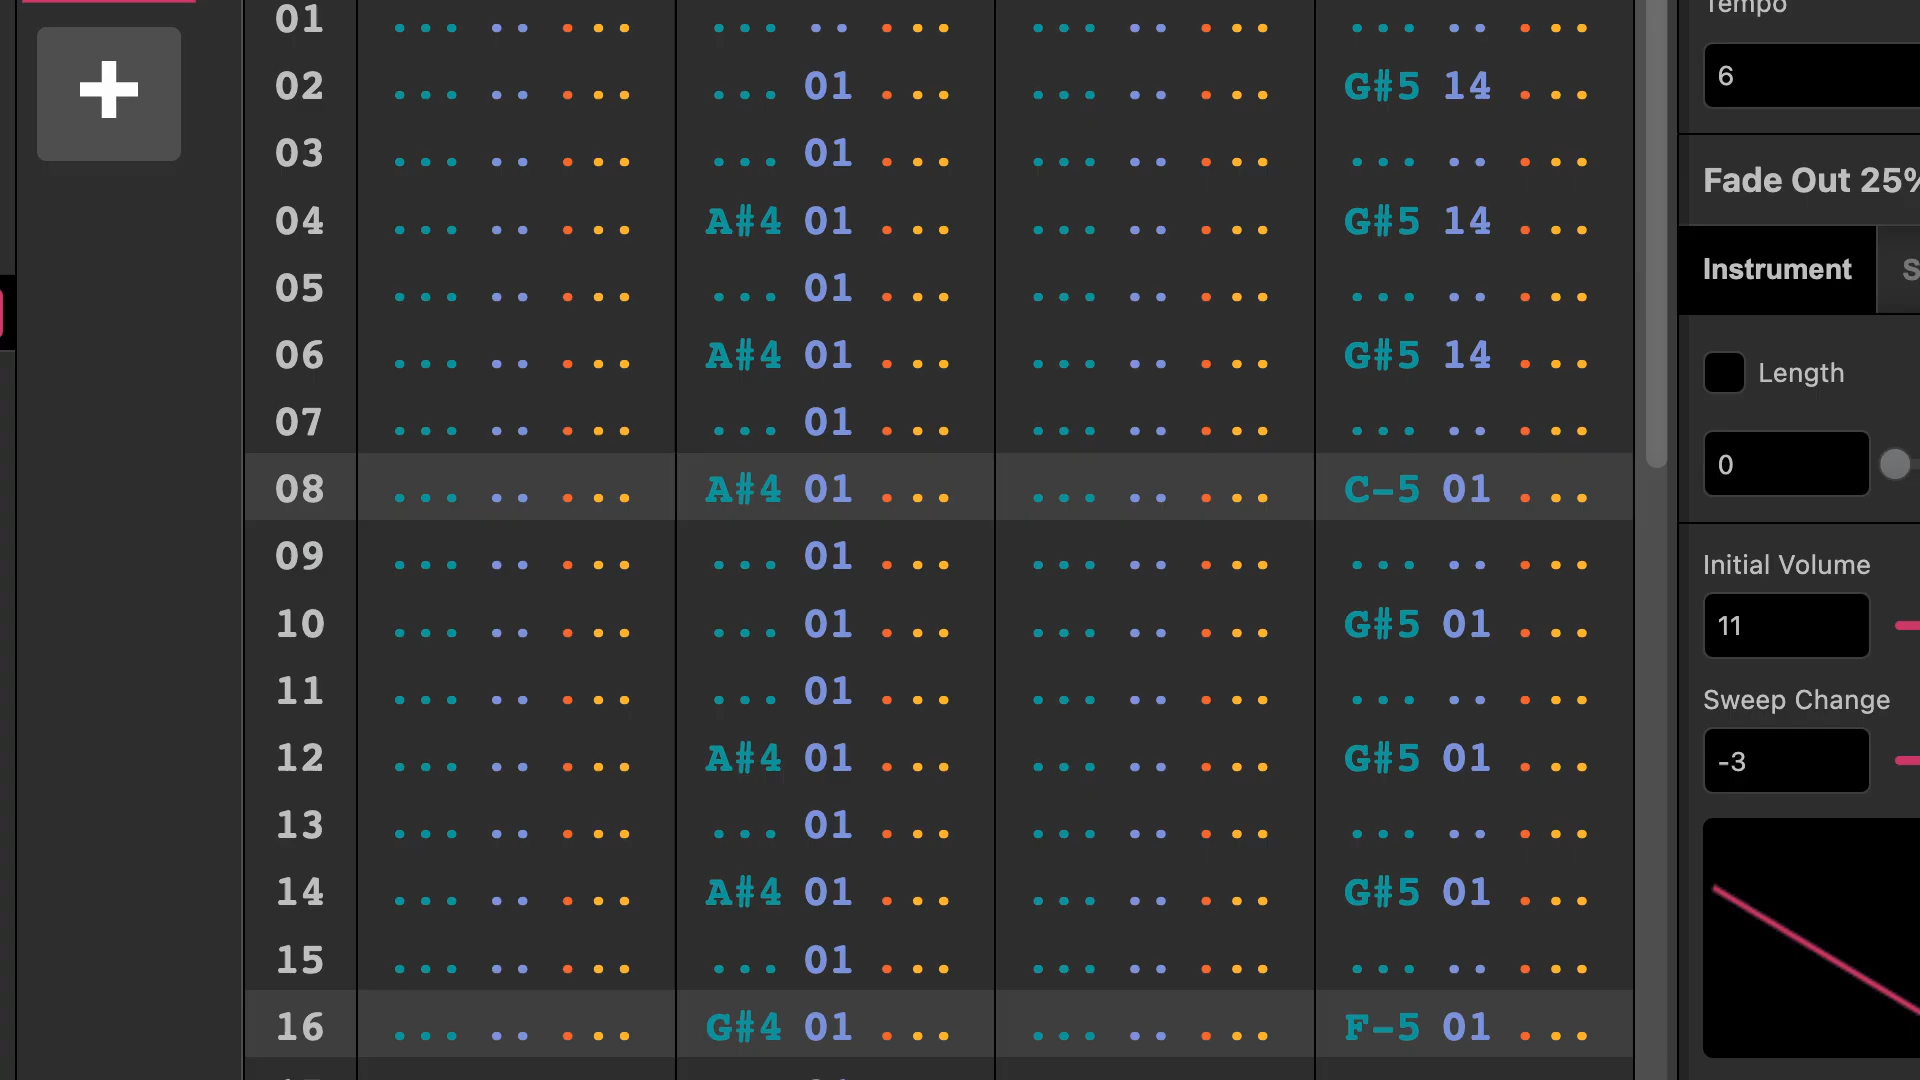 Tempo
6
Fade Out 25%
Instrument S
Length
0
Initial Volume
11
Sweep Change
-3
01 ... .. . .. ... .. . .. ... .. . .. ... .. . ..
02 ... .. . .. ... 01 . .. ... .. . .. G#5 14 . ..
03 ... .. . .. ... 01 . .. ... .. . .. ... .. . ..
04 ... .. . .. A#4 01 . .. ... .. . .. G#5 14 . ..
05 ... .. . .. ... 01 . .. ... .. . .. ... .. . ..
06 ... .. . .. A#4 01 . .. ... .. . .. G#5 14 . ..
07 ... .. . .. ... 01 . .. ... .. . .. ... .. . ..
08 ... .. . .. A#4 01 . .. ... .. . .. C-5 01 . ..
09 ... .. . .. ... 01 . .. ... .. . .. ... .. . ..
10 ... .. . .. ... 01 . .. ... .. . .. G#5 01 . ..
11 ... .. . .. ... 01 . .. ... .. . .. ... .. . ..
12 ... .. . .. A#4 01 . .. ... .. . .. G#5 01 . ..
13 ... .. . .. ... 01 . .. ... .. . .. ... .. . ..
14 ... .. . .. A#4 01 . .. ... .. . .. G#5 01 . ..
15 ... .. . .. ... 01 . .. ... .. . .. ... .. . ..
16 ... .. . .. G#4 01 . .. ... .. . .. F-5 01 . ..